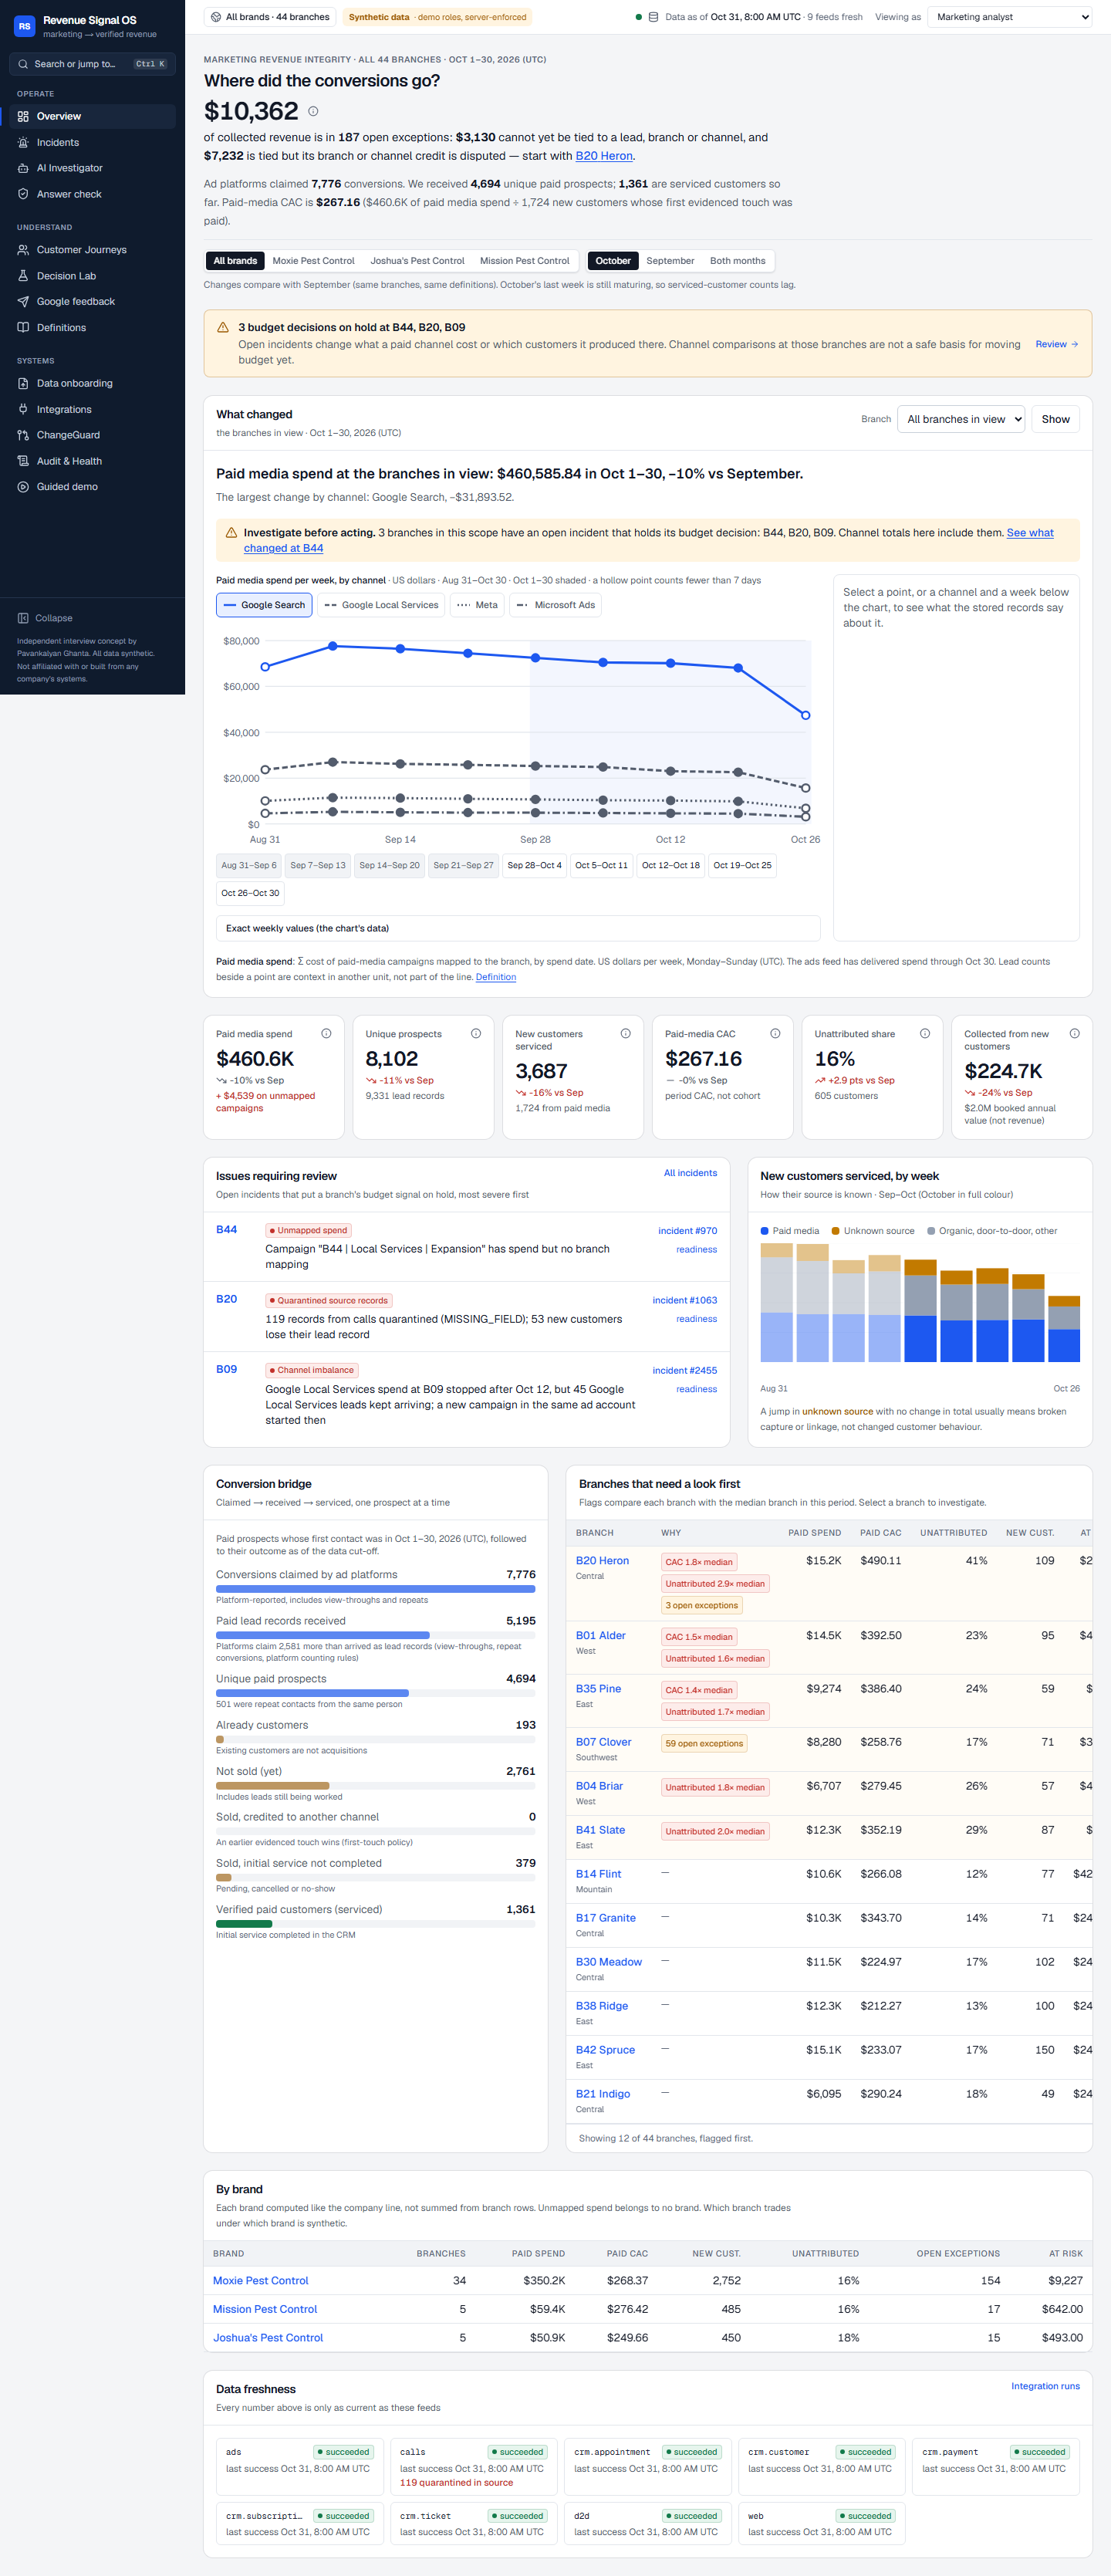 RS
Revenue Signal OS
marketing → verified revenue
Search or jump to...
Ctrl K
OPERATE
Overview
Incidents
AI Investigator
Answer check
UNDERSTAND
Customer Journeys
Decision Lab
Google feedback
Definitions
SYSTEMS
Data onboarding
Integrations
ChangeGuard
Audit & Health
Guided demo
Collapse
Independent interview concept by
Pavankalyan Ghanta. All data synthetic.
Not affiliated with or built from any
company's systems.
All brands · 44 branches
Synthetic data · demo roles, server-enforced
Data as of Oct 31, 8:00 AM UTC · 9 feeds fresh
Viewing as
Marketing analyst
MARKETING REVENUE INTEGRITY · ALL 44 BRANCHES · OCT 1–30, 2026 (UTC)
Where did the conversions go?
$10,362
of collected revenue is in 187 open exceptions: $3,130 cannot yet be tied to a lead, branch or channel, and
$7,232 is tied but its branch or channel credit is disputed — start with B20 Heron.
Ad platforms claimed 7,776 conversions. We received 4,694 unique paid prospects; 1,361 are serviced customers so
far. Paid-media CAC is $267.16 ($460.6K of paid media spend ÷ 1,724 new customers whose first evidenced touch was
paid).
All brands
Moxie Pest Control
Joshua's Pest Control
Mission Pest Control
October
September
Both months
Changes compare with September (same branches, same definitions). October's last week is still maturing, so serviced-customer counts lag.
3 budget decisions on hold at B44, B20, B09
Open incidents change what a paid channel cost or which customers it produced there. Channel comparisons at those branches are not a safe basis for moving
budget yet.
Review →
What changed
the branches in view · Oct 1–30, 2026 (UTC)
Branch
All branches in view
Show
Paid media spend at the branches in view: $460,585.84 in Oct 1–30, −10% vs September.
The largest change by channel: Google Search, −$31,893.52.
Investigate before acting. 3 branches in this scope have an open incident that holds its budget decision: B44, B20, B09. Channel totals here include them. See what
changed at B44
Paid media spend per week, by channel · US dollars · Aug 31–Oct 30 · Oct 1–30 shaded · a hollow point counts fewer than 7 days
Google Search
Google Local Services
Meta
Microsoft Ads
Select a point, or a channel and a week below
the chart, to see what the stored records say
about it.
$80,000
$60,000
$40,000
$20,000
$0
Aug 31
Sep 14
Sep 28
Oct 12
Oct 26
Aug 31–Sep 6
Sep 7–Sep 13
Sep 14–Sep 20
Sep 21–Sep 27
Sep 28–Oct 4
Oct 5–Oct 11
Oct 12–Oct 18
Oct 19–Oct 25
Oct 26–Oct 30
Exact weekly values (the chart's data)
Paid media spend: Σ cost of paid-media campaigns mapped to the branch, by spend date. US dollars per week, Monday–Sunday (UTC). The ads feed has delivered spend through Oct 30. Lead counts
beside a point are context in another unit, not part of the line. Definition
Paid media spend
$460.6K
-10% vs Sep
+ $4,539 on unmapped
campaigns
Unique prospects
8,102
-11% vs Sep
9,331 lead records
New customers
serviced
3,687
-16% vs Sep
1,724 from paid media
Paid-media CAC
$267.16
-0% vs Sep
period CAC, not cohort
Unattributed share
16%
+2.9 pts vs Sep
605 customers
Collected from new
customers
$224.7K
-24% vs Sep
$2.0M booked annual
value (not revenue)
Issues requiring review
All incidents
Open incidents that put a branch's budget signal on hold, most severe first
B44
Unmapped spend
incident #970
Campaign "B44 | Local Services | Expansion" has spend but no branch
mapping
readiness
B20
Quarantined source records
incident #1063
119 records from calls quarantined (MISSING_FIELD); 53 new customers
lose their lead record
readiness
B09
Channel imbalance
incident #2455
Google Local Services spend at B09 stopped after Oct 12, but 45 Google
Local Services leads kept arriving; a new campaign in the same ad account
started then
readiness
New customers serviced, by week
How their source is known · Sep–Oct (October in full colour)
Paid media
Unknown source
Organic, door-to-door, other
Aug 31
Oct 26
A jump in unknown source with no change in total usually means broken
capture or linkage, not changed customer behaviour.
Conversion bridge
Claimed → received → serviced, one prospect at a time
Paid prospects whose first contact was in Oct 1–30, 2026 (UTC), followed
to their outcome as of the data cut-off.
Conversions claimed by ad platforms 7,776
Platform-reported, includes view-throughs and repeats
Paid lead records received 5,195
Platforms claim 2,581 more than arrived as lead records (view-throughs, repeat
conversions, platform counting rules)
Unique paid prospects 4,694
501 were repeat contacts from the same person
Already customers 193
Existing customers are not acquisitions
Not sold (yet) 2,761
Includes leads still being worked
Sold, credited to another channel 0
An earlier evidenced touch wins (first-touch policy)
Sold, initial service not completed 379
Pending, cancelled or no-show
Verified paid customers (serviced) 1,361
Initial service completed in the CRM
Branches that need a look first
Flags compare each branch with the median branch in this period. Select a branch to investigate.
BRANCH WHY PAID SPEND PAID CAC UNATTRIBUTED NEW CUST. AT
B20 Heron CAC 1.8× median $15.2K $490.11 41% 109 $2
Central
Unattributed 2.9× median
3 open exceptions
B01 Alder CAC 1.5× median $14.5K $392.50 23% 95 $4
West
Unattributed 1.6× median
B35 Pine CAC 1.4× median $9,274 $386.40 24% 59 $
East
Unattributed 1.7× median
B07 Clover 59 open exceptions $8,280 $258.76 17% 71 $3
Southwest
B04 Briar Unattributed 1.8× median $6,707 $279.45 26% 57 $4
West
B41 Slate Unattributed 2.0× median $12.3K $352.19 29% 87 $
East
B14 Flint — $10.6K $266.08 12% 77 $42
Mountain
B17 Granite — $10.3K $343.70 14% 71 $24
Central
B30 Meadow — $11.5K $224.97 17% 102 $24
Central
B38 Ridge — $12.3K $212.27 13% 100 $24
East
B42 Spruce — $15.1K $233.07 17% 150 $24
East
B21 Indigo — $6,095 $290.24 18% 49 $24
Central
Showing 12 of 44 branches, flagged first.
By brand
Each brand computed like the company line, not summed from branch rows. Unmapped spend belongs to no brand. Which branch trades
under which brand is synthetic.
BRAND BRANCHES PAID SPEND PAID CAC NEW CUST. UNATTRIBUTED OPEN EXCEPTIONS AT RISK
Moxie Pest Control 34 $350.2K $268.37 2,752 16% 154 $9,227
Mission Pest Control 5 $59.4K $276.42 485 16% 17 $642.00
Joshua's Pest Control 5 $50.9K $249.66 450 18% 15 $493.00
Data freshness
Integration runs
Every number above is only as current as these feeds
ads succeeded
last success Oct 31, 8:00 AM UTC
calls succeeded
last success Oct 31, 8:00 AM UTC
119 quarantined in source
crm.appointment succeeded
last success Oct 31, 8:00 AM UTC
crm.customer succeeded
last success Oct 31, 8:00 AM UTC
crm.payment succeeded
last success Oct 31, 8:00 AM UTC
crm.subscripti… succeeded
last success Oct 31, 8:00 AM UTC
crm.ticket succeeded
last success Oct 31, 8:00 AM UTC
d2d succeeded
last success Oct 31, 8:00 AM UTC
web succeeded
last success Oct 31, 8:00 AM UTC